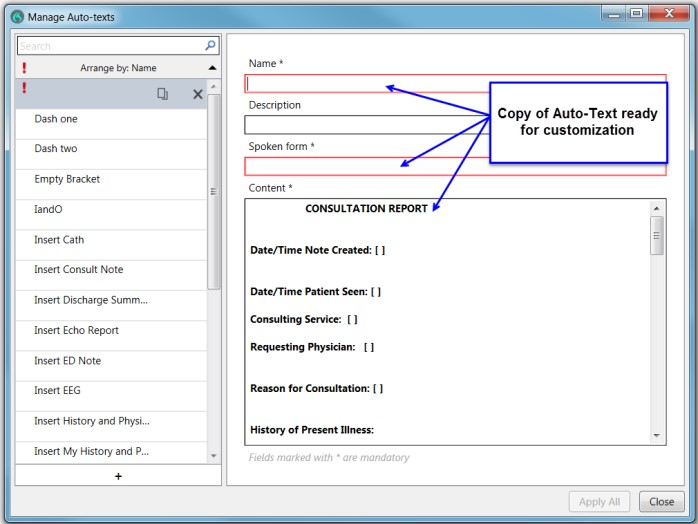 Manage Auto-texts
Search
! Arrange by: Name
!
Dash one
Dash two
Empty Bracket
IandO
Insert Cath
Insert Consult Note
Insert Discharge Summ...
Insert Echo Report
Insert ED Note
Insert EEG
Insert History and Physi...
Insert My History and P...
+
Name *
Description
Spoken form *
Content *
Copy of Auto-Text ready
for customization
CONSULTATION REPORT
Date/Time Note Created: [ ]
Date/Time Patient Seen: [ ]
Consulting Service: [ ]
Requesting Physician: [ ]
Reason for Consultation: [ ]
History of Present Illness:
Fields marked with * are mandatory
Apply All
Close